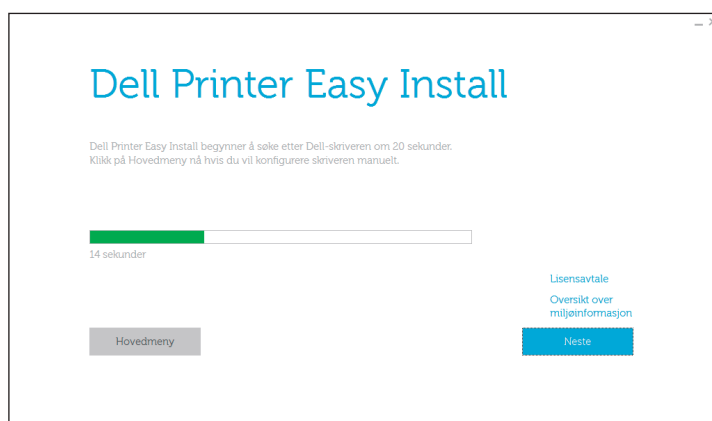 Dell Printer Easy Install
Dell Printer Easy Install begynner å søke etter Dell-skriveren om 20 sekunder.
Klikk på Hovedmeny nå hvis du vil konfigurere skriveren manuelt.
14 sekunder
Lisensavtale
Oversikt over
miljøinformasjon
Hovedmeny
Neste